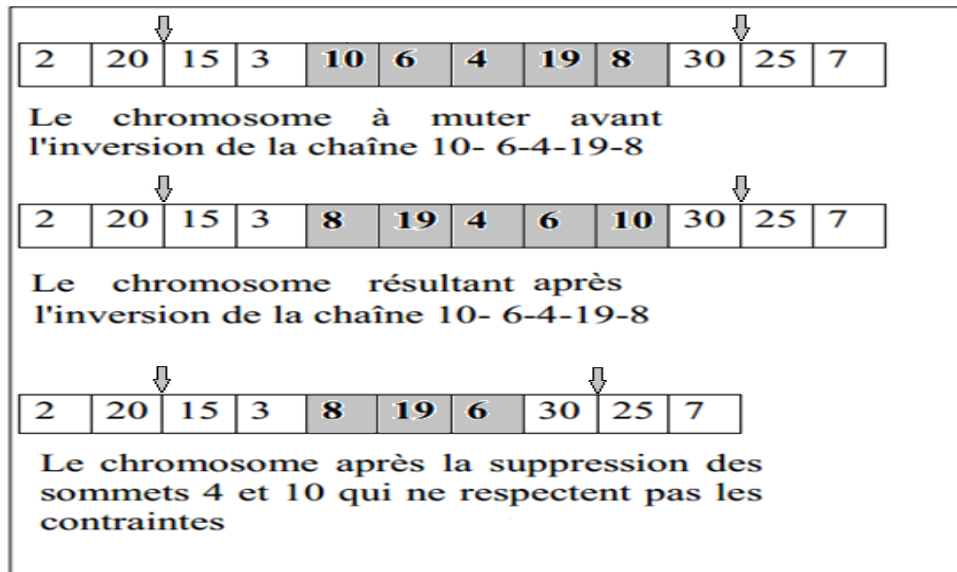 2 20 15 3 10 6 4 19 8 30 25 7
Le chromosome à muter avant
l'inversion de la chaîne 10- 6-4-19-8
2 20 15 3 8 19 4 6 10 30 25 7
Le chromosome résultant après
l'inversion de la chaîne 10- 6-4-19-8
2 20 15 3 8 19 6 30 25 7
Le chromosome après la suppression des
sommets 4 et 10 qui ne respectent pas les
contraintes